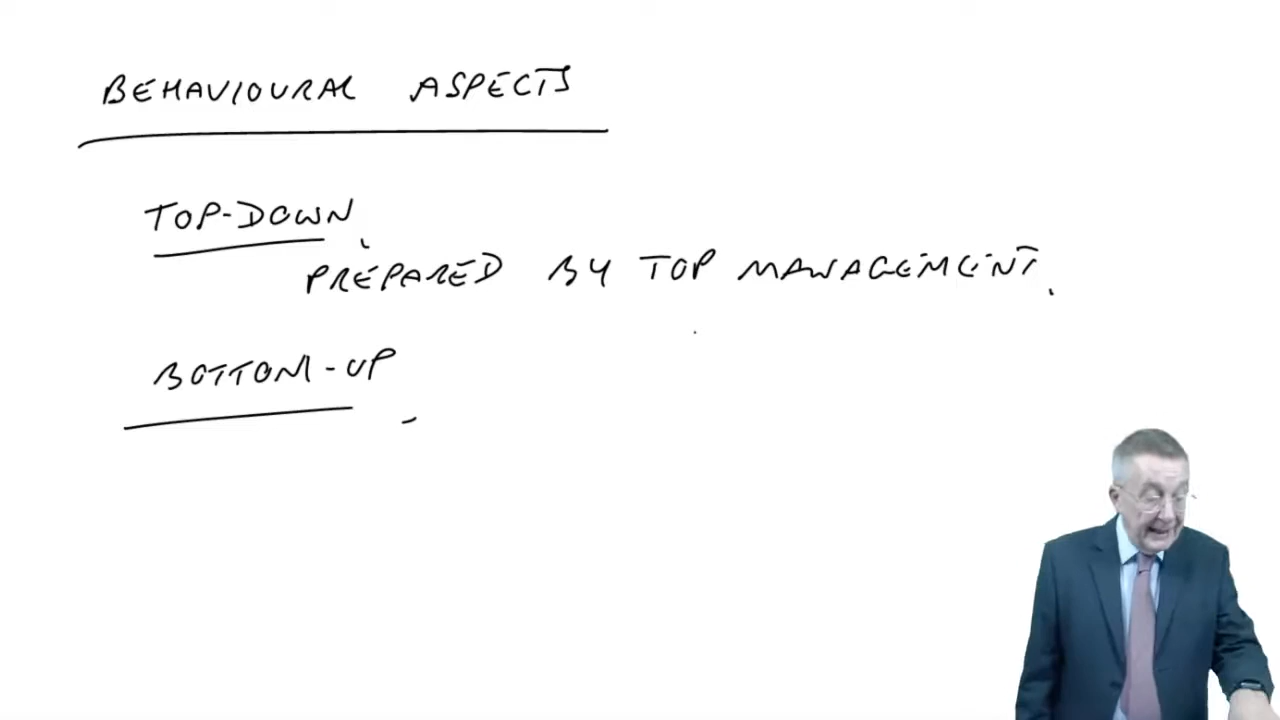 BEHAVIOURAL ASPECTS
TOP-DOWN
PREPARED BY TOP MANAGEMENT.
BOTTOM-UP